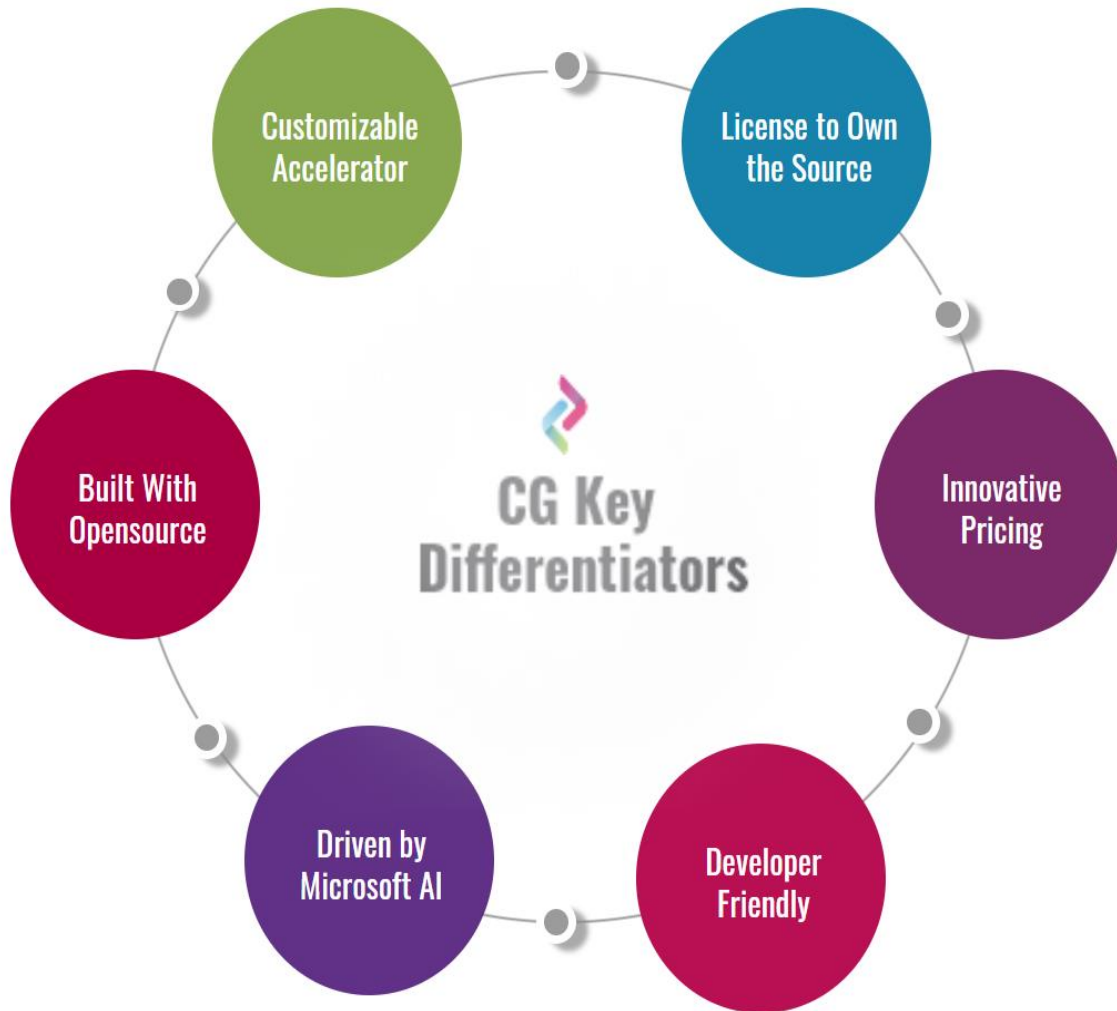 Customizable
Accelerator
License to Own
the Source
Built With
Opensource
CG Key
Differentiators
Innovative
Pricing
Driven by
Microsoft AI
Developer
Friendly